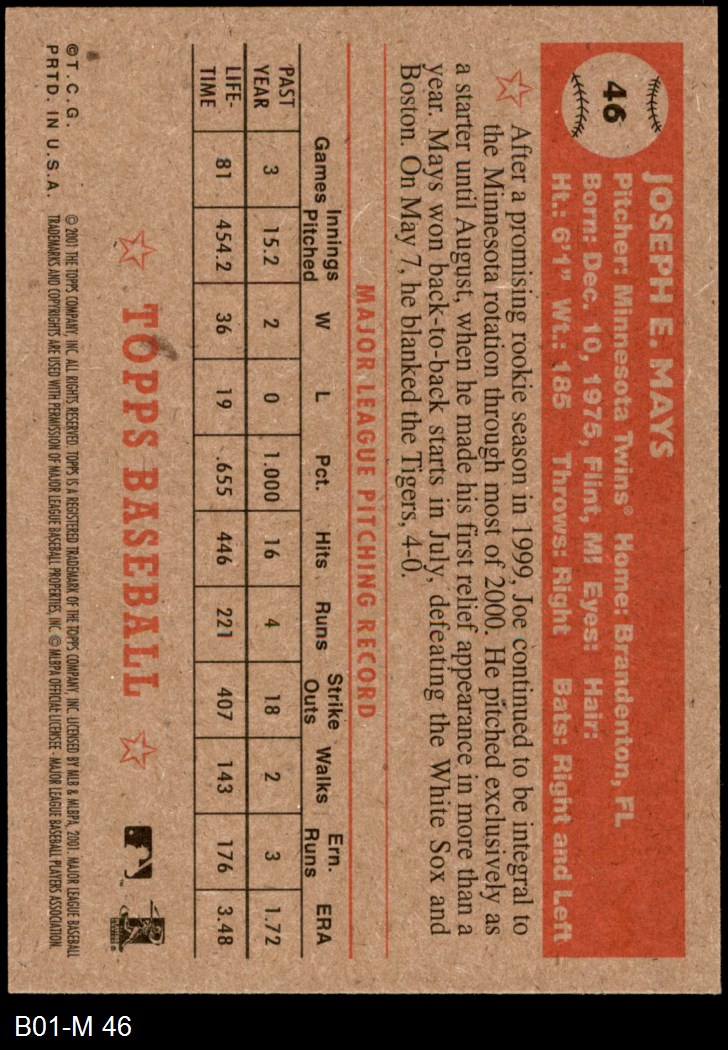 46
JOSEPH E. MAYS
Pitcher: Minnesota Twins® Home: Brandenton, FL
Born: Dec. 10, 1975, Flint, MI Eyes: Hair:
Ht.: 6'1" Wt.: 185 Throws: Right Bats: Right and Left
After a promising rookie season in 1999, Joe continued to be integral to
the Minnesota rotation through most of 2000. He pitched exclusively as
a starter until August, when he made his first relief appearance in more than a
year. Mays won back-to-back starts in July, defeating the White Sox and
Boston. On May 7, he blanked the Tigers, 4-0.
MAJOR LEAGUE PITCHING RECORD
Games Innings Pitched W L Pct. Hits Runs Strike Outs Walks Ern. Runs ERA
PAST YEAR 3 15.2 2 0 1.000 16 4 18 2 3 1.72
LIFE-TIME 81 454.2 36 19 .655 446 221 407 143 176 3.48
TOPPS BASEBALL
©T.C.G.
PRTD. IN U.S.A.
© 2001 THE TOPPS COMPANY, INC. ALL RIGHTS RESERVED. TOPPS IS A REGISTERED TRADEMARK OF THE TOPPS COMPANY, INC. LICENSED BY MLB & MLBPA, 2001. MAJOR LEAGUE BASEBALL
TRADEMARKS AND COPYRIGHTS ARE USED WITH PERMISSION OF MAJOR LEAGUE BASEBALL PROPERTIES, INC. © MLBPA OFFICIAL LICENSEE - MAJOR LEAGUE BASEBALL PLAYERS ASSOCIATION
B01-M 46